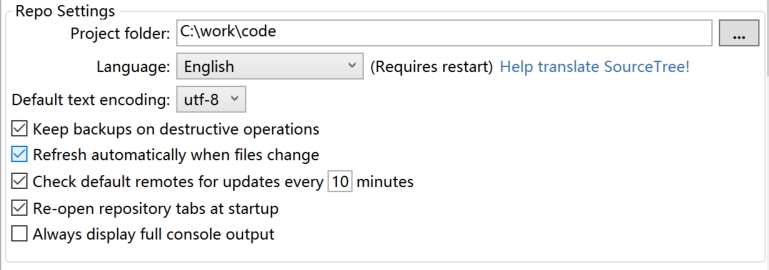 Repo Settings
Project folder: C:\work\code ...
Language: English (Requires restart) Help translate SourceTree!
Default text encoding: utf-8
Keep backups on destructive operations
Refresh automatically when files change
Check default remotes for updates every 10 minutes
Re-open repository tabs at startup
Always display full console output